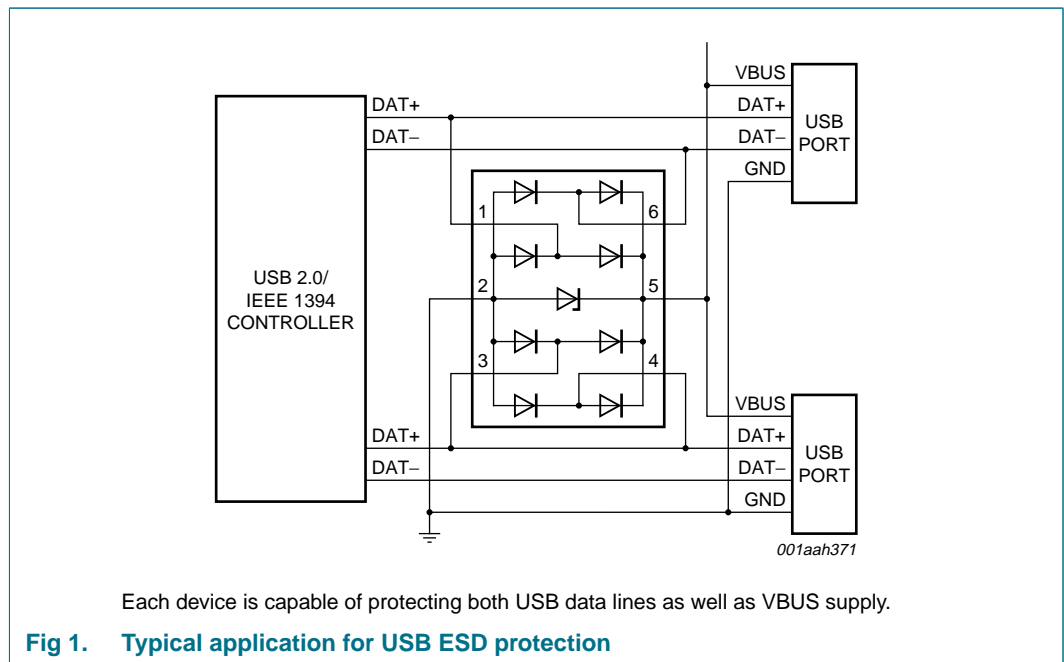 VBUS
DAT+ DAT+
USB
DAT− DAT−
PORT
GND
1 6
USB 2.0/
IEEE 1394
CONTROLLER
2 5
3 4
VBUS
DAT+ DAT+
USB
DAT− DAT−
PORT
GND
001aah371
Each device is capable of protecting both USB data lines as well as VBUS supply.
Fig 1. Typical application for USB ESD protection